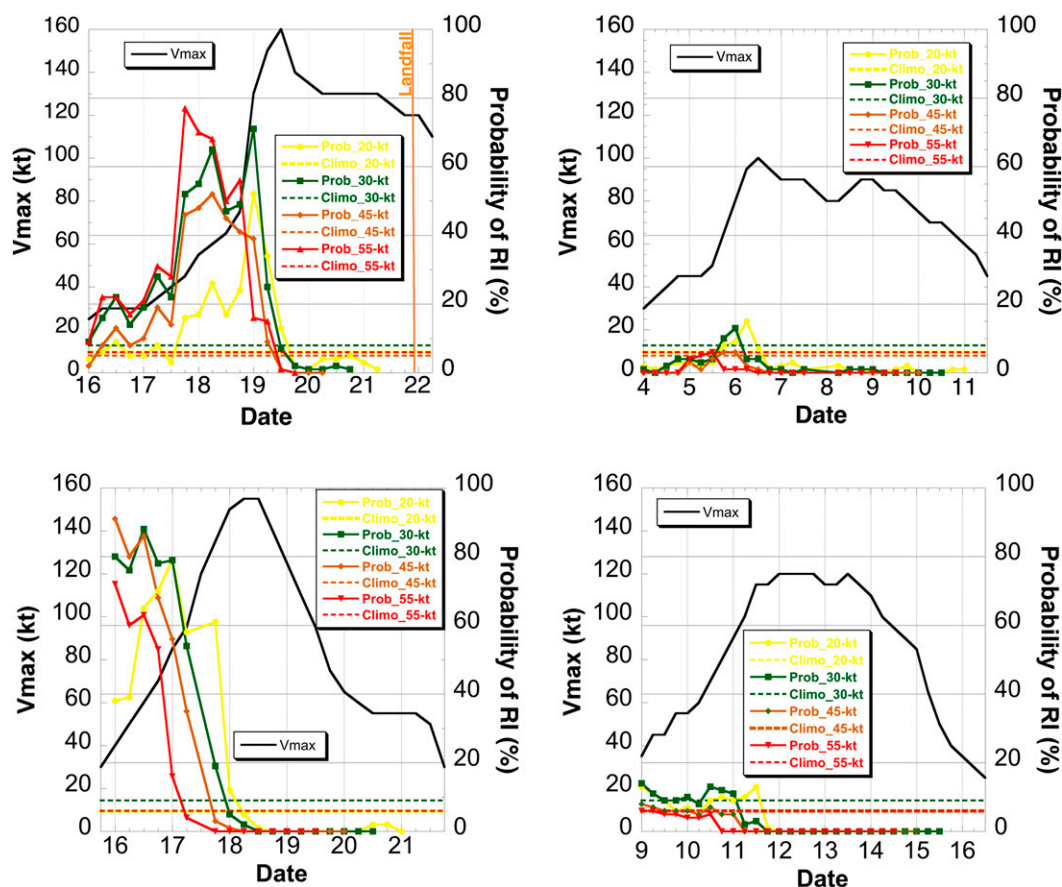 160
140
120
100
80
60
40
20
0
Vmax (kt)
Vmax
Landfall
Prob_20-kt
Climo_20-kt
Prob_30-kt
Climo_30-kt
Prob_45-kt
Climo_45-kt
Prob_55-kt
Climo_55-kt
100
80
60
40
20
0
Probability of RI (%)
16 17 18 19 20 21 22
Date
160
140
120
100
80
60
40
20
0
Vmax (kt)
Vmax
Prob_20-kt
Climo_20-kt
Prob_30-kt
Climo_30-kt
Prob_45-kt
Climo_45-kt
Prob_55-kt
Climo_55-kt
100
80
60
40
20
0
Probability of RI (%)
4 5 6 7 8 9 10 11
Date
160
140
120
100
80
60
40
20
0
Vmax (kt)
Prob_20-kt
Climo_20-kt
Prob_30-kt
Climo_30-kt
Prob_45-kt
Climo_45-kt
Prob_55-kt
Climo_55-kt
Vmax
100
80
60
40
20
0
Probability of RI (%)
16 17 18 19 20 21
Date
160
140
120
100
80
60
40
20
0
Vmax (kt)
Vmax
Prob_20-kt
Climo_20-kt
Prob_30-kt
Climo_30-kt
Prob_45-kt
Climo_45-kt
Prob_55-kt
Climo_55-kt
100
80
60
40
20
0
Probability of RI (%)
9 10 11 12 13 14 15 16
Date